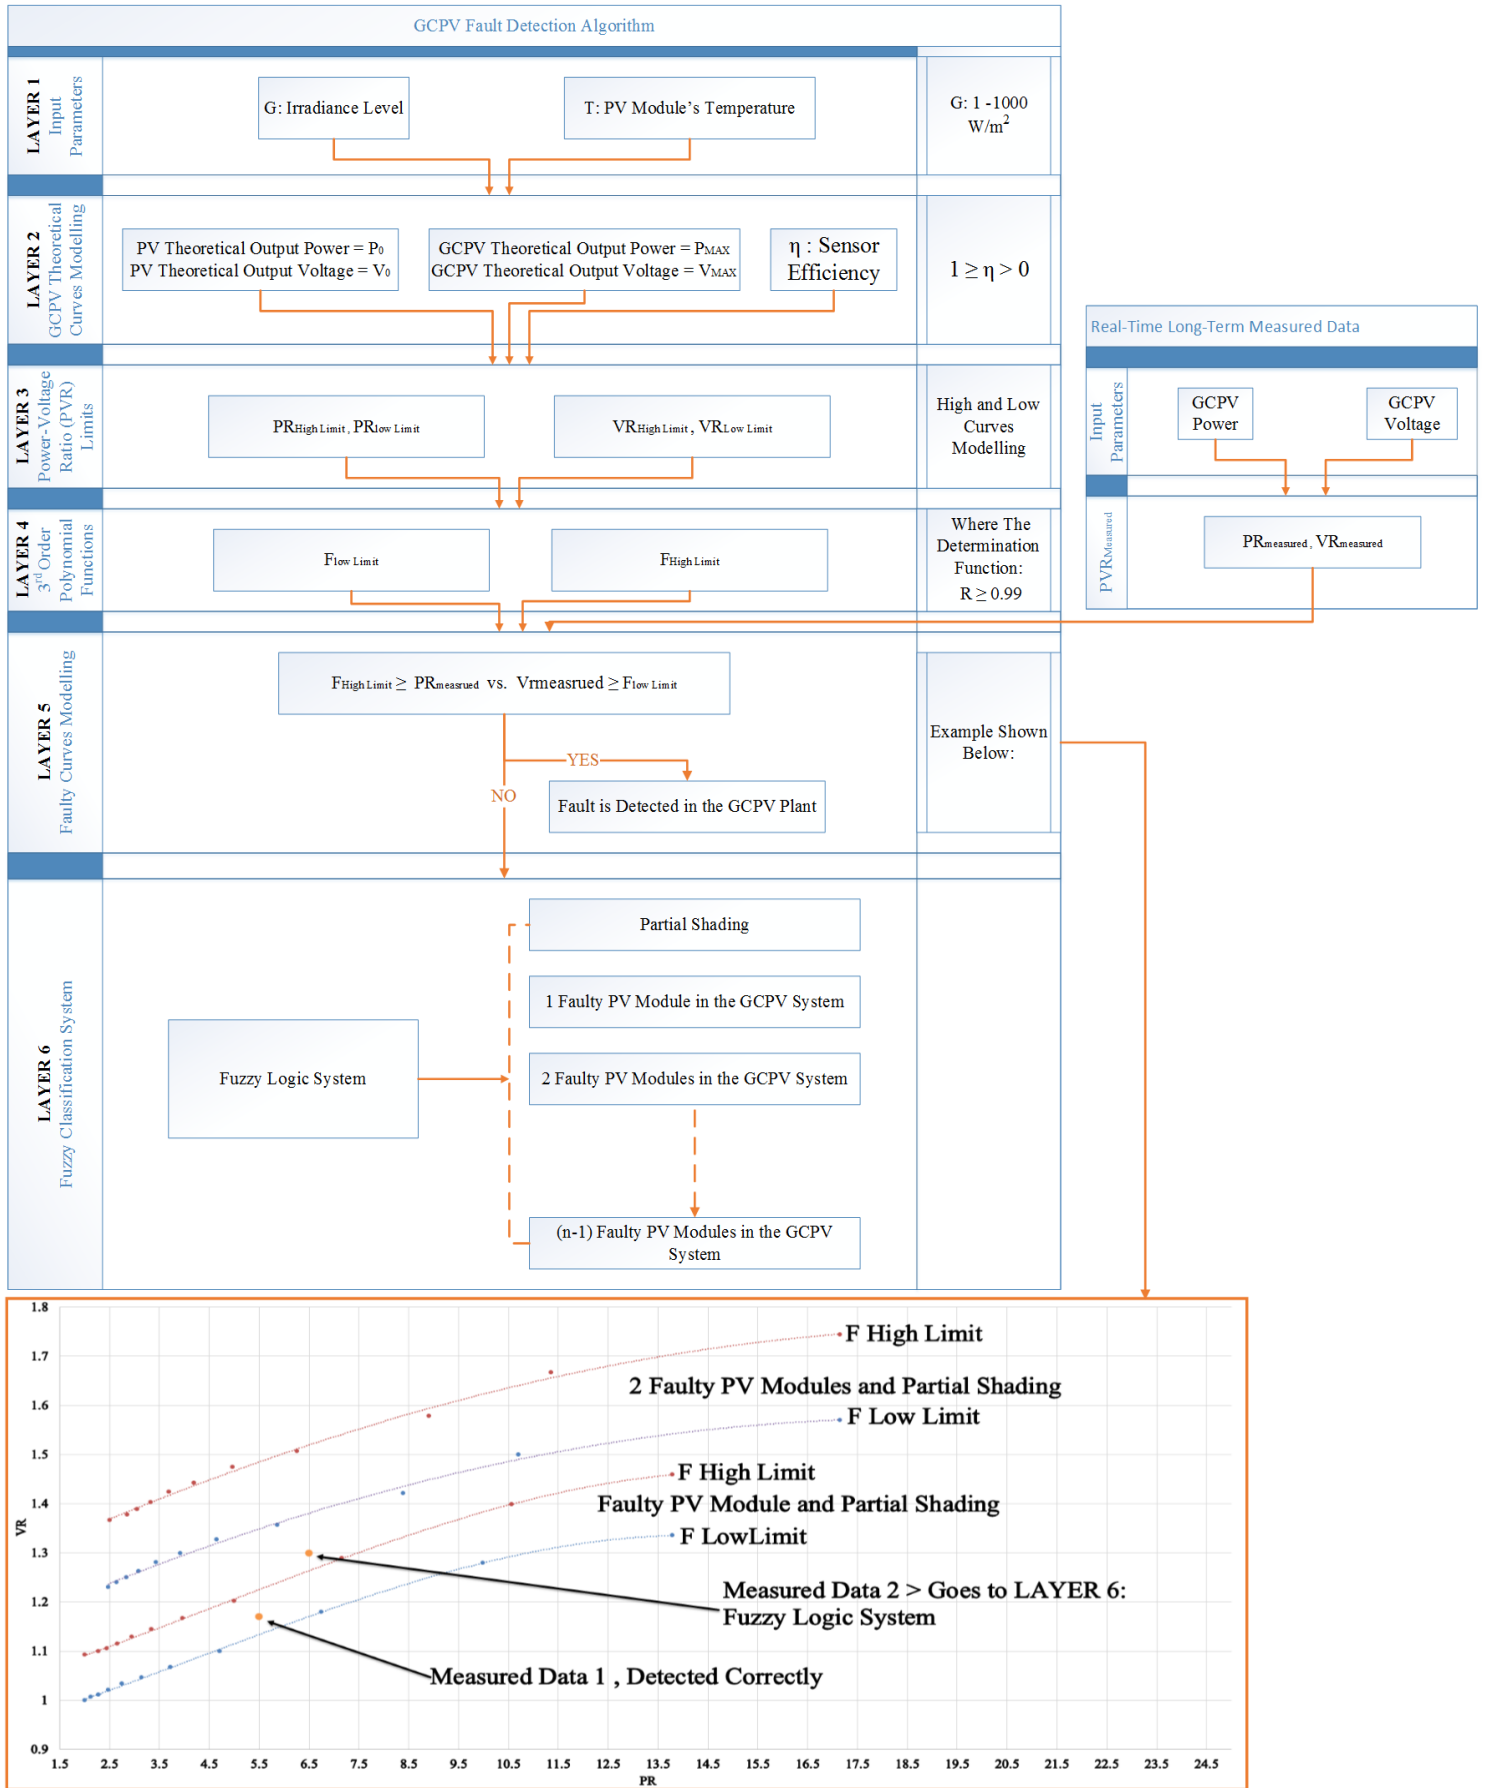 GCPV Fault Detection Algorithm
LAYER 1
Input
Parameters
G: Irradiance Level
T: PV Module's Temperature
G: 1 -1000
W/m2
LAYER 2
GCPV Theoretical
Curves Modelling
PV Theoretical Output Power = P0
PV Theoretical Output Voltage = V0
GCPV Theoretical Output Power = PMAX
GCPV Theoretical Output Voltage = VMAX
η : Sensor
Efficiency
1 ≥ η > 0
Real-Time Long-Term Measured Data
Input
Parameters
GCPV
Power
GCPV
Voltage
PVRMeasured
PRmeasured , VRmeasured
LAYER 3
Power-Voltage
Ratio (PVR)
Limits
PRHigh Limit , PRlow Limit
VRHigh Limit , VRLow Limit
High and Low
Curves
Modelling
LAYER 4
3rd Order
Polynomial
Functions
Flow Limit
FHigh Limit
Where The
Determination
Function:
R ≥ 0.99
LAYER 5
Faulty Curves Modelling
FHigh Limit ≥ PRmeasrued vs. Vrmeasrued ≥ Flow Limit
YES
NO
Fault is Detected in the GCPV Plant
Example Shown
Below:
LAYER 6
Fuzzy Classification System
Fuzzy Logic System
Partial Shading
1 Faulty PV Module in the GCPV System
2 Faulty PV Modules in the GCPV System
(n-1) Faulty PV Modules in the GCPV
System
1.8
1.7
1.6
1.5
1.4
1.3
1.2
1.1
1
0.9
VR
F High Limit
2 Faulty PV Modules and Partial Shading
F Low Limit
F High Limit
Faulty PV Module and Partial Shading
F LowLimit
Measured Data 2 > Goes to LAYER 6:
Fuzzy Logic System
Measured Data 1 , Detected Correctly
1.5 2.5 3.5 4.5 5.5 6.5 7.5 8.5 9.5 10.5 11.5 12.5 13.5 14.5 15.5 16.5 17.5 18.5 19.5 20.5 21.5 22.5 23.5 24.5
PR